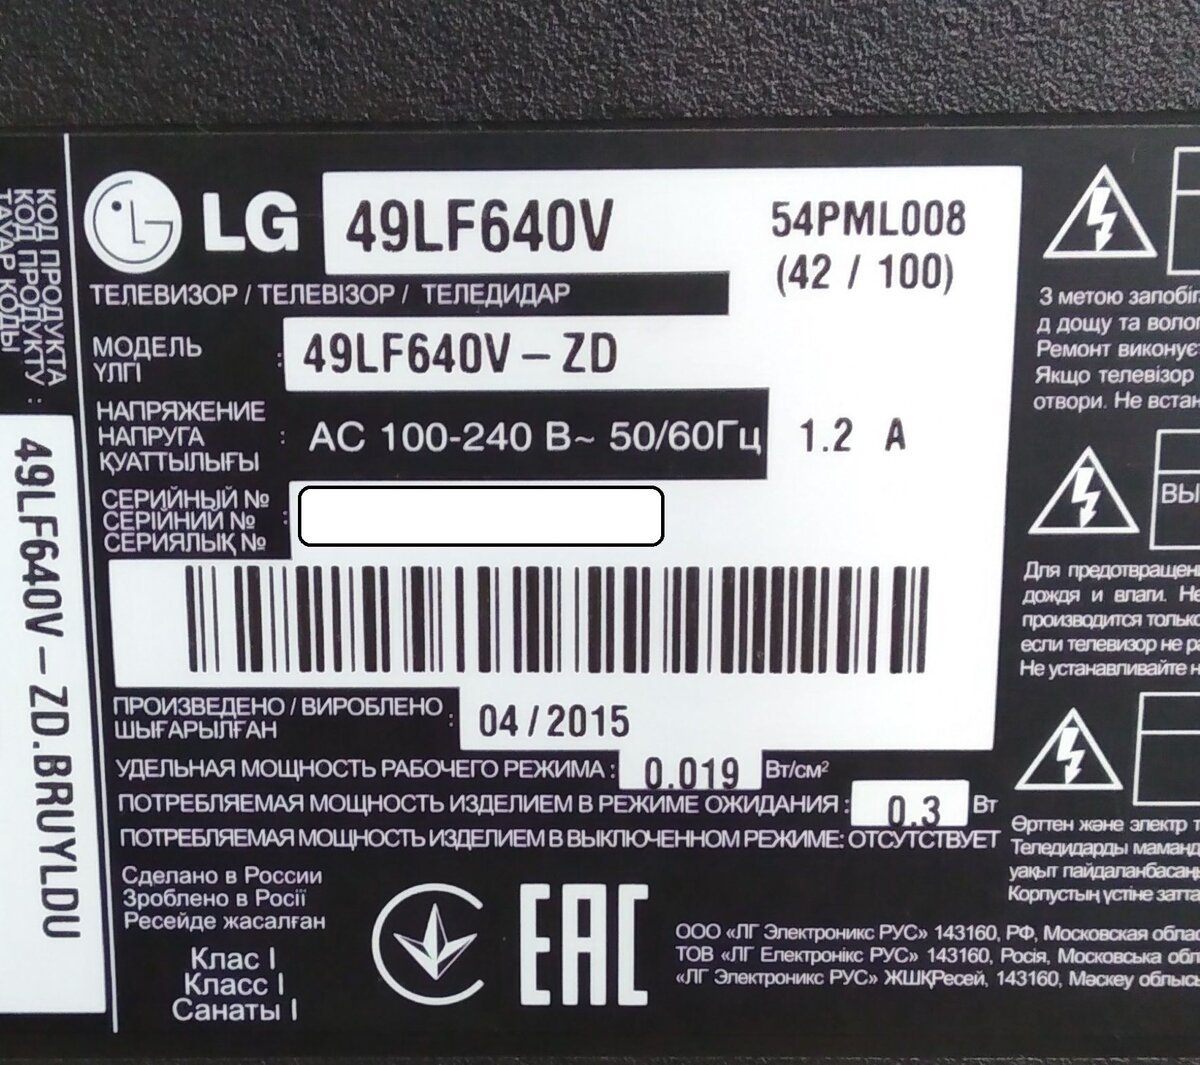 КОД ПРОДУКТА
КОД ПРОДУКТУ :
ТАУАР КОДЫ
49LF640V - ZD.BRUYLDU
LG 49LF640V 54PML008
(42 / 100)
ТЕЛЕВИЗОР / ТЕЛЕВІЗОР / ТЕЛЕДИДАР
МОДЕЛЬ
ҮЛГІ
: 49LF640V – ZD
НАПРЯЖЕНИЕ
НАПРУГА
ҚУАТТЫЛЫҒЫ
: AC 100-240 В~ 50/60Гц 1.2 A
СЕРИЙНЫЙ №
СЕРІЙНИЙ № :
СЕРИЯЛЫҚ №
ПРОИЗВЕДЕНО / ВИРОБЛЕНО
ШЫҒАРЫЛҒАН
: 04 / 2015
УДЕЛЬНАЯ МОЩНОСТЬ РАБОЧЕГО РЕЖИМА : 0.019 Вт/см²
ПОТРЕБЛЯЕМАЯ МОЩНОСТЬ ИЗДЕЛИЕМ В РЕЖИМЕ ОЖИДАНИЯ : 0.3 Вт
ПОТРЕБЛЯЕМАЯ МОЩНОСТЬ ИЗДЕЛИЕМ В ВЫКЛЮЧЕННОМ РЕЖИМЕ: ОТСУТСТВУЕТ
Сделано в России
Зроблено в Росії
Ресейде жасалған
Клас I
Класс I
Санаты I
EAC
ООО «ЛГ Электроникс РУС» 143160, РФ, Московская
ТОВ «ЛГ Електронікс РУС» 143160, Росія, Московська
«ЛГ Электроникс РУС» ЖШҚ Ресей, 143160, Мәскеу
З метою
д дощу та
Ремонт
Якщо телевізор
отвори. Не
ВЫ
Для
дождя и влаги. Не
производится
если телевизор не
Не устанавливайте
Өрттен және электр
Теледидарды
уақыт
Корпустың үстіне